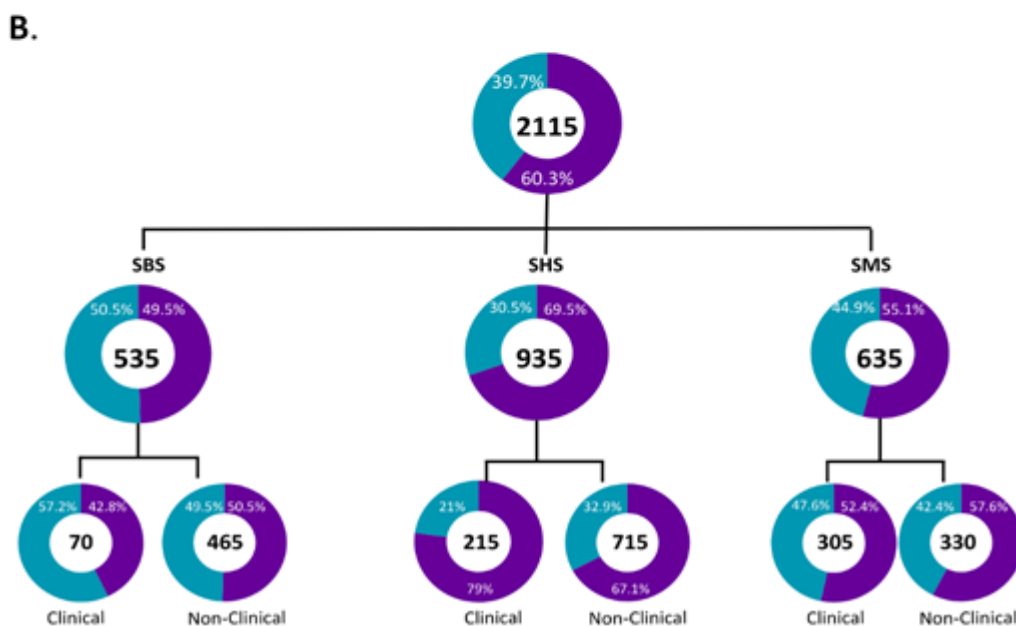 B.
39.7%
2115
60.3%
SBS SHS SMS
50.5% 49.5% 30.5% 69.5% 44.9% 55.1%
535 935 635
57.2% 42.8% 49.5% 50.5% 21% 32.9% 47.6% 52.4% 42.4% 57.6%
70 465 215 715 305 330
79% 67.1%
Clinical Non-Clinical Clinical Non-Clinical Clinical Non-Clinical